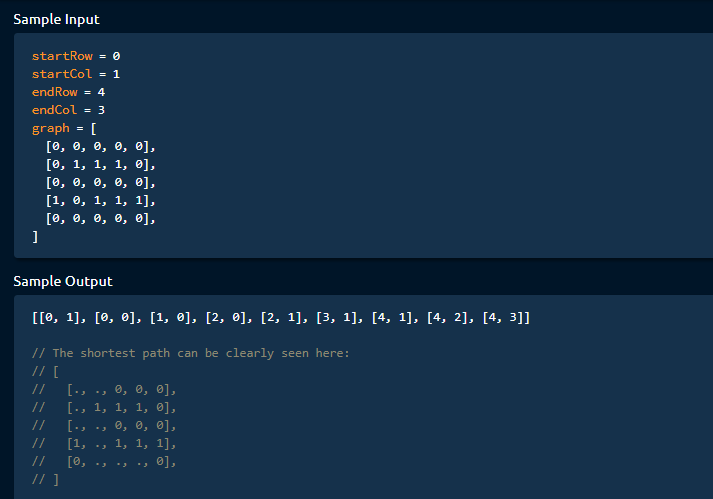 Sample Input
startRow = 0
startCol = 1
endRow = 4
endCol = 3
graph = [
  [0, 0, 0, 0, 0],
  [0, 1, 1, 1, 0],
  [0, 0, 0, 0, 0],
  [1, 0, 1, 1, 1],
  [0, 0, 0, 0, 0],
]
Sample Output
[[0, 1], [0, 0], [1, 0], [2, 0], [2, 1], [3, 1], [4, 1], [4, 2], [4, 3]]
// The shortest path can be clearly seen here:
// [
//   [., ., 0, 0, 0],
//   [., 1, 1, 1, 0],
//   [., ., 0, 0, 0],
//   [1, ., 1, 1, 1],
//   [0, ., ., ., 0],
// ]